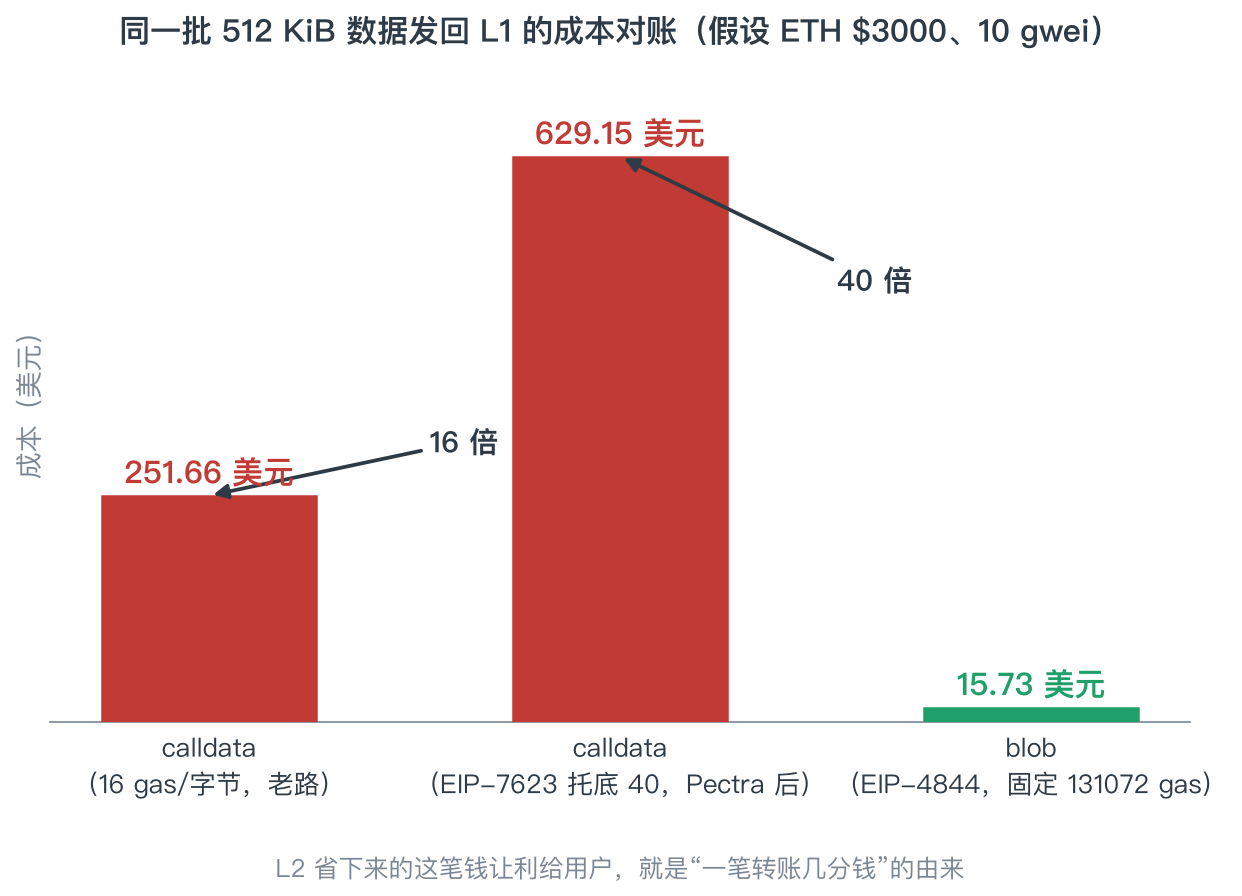 同一批 512 KiB 数据发回 L1 的成本对账（假设 ETH $3000、10 gwei）
629.15 美元
40 倍
成本（美元）
16 倍
251.66 美元
15.73 美元
calldata
（16 gas/字节，老路）
calldata
（EIP-7623 托底 40，Pectra 后）
blob
（EIP-4844，固定 131072 gas）
L2 省下来的这笔钱让利给用户，就是“一笔转账几分钱”的由来